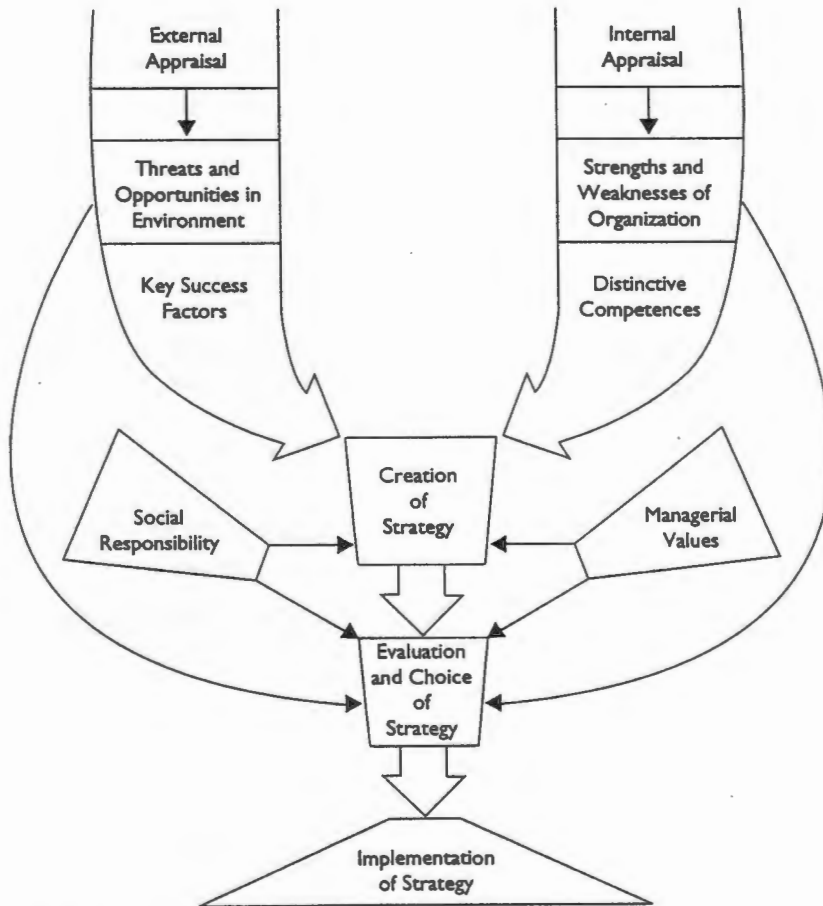 External
Appraisal
Internal
Appraisal
Threats and
Opportunities in
Environment
Strengths and
Weaknesses of
Organization
Key Success
Factors
Distinctive
Competences
Creation
of
Strategy
Social
Responsibility
Managerial
Values
Evaluation
and Choice
of
Strategy
Implementation
of Strategy